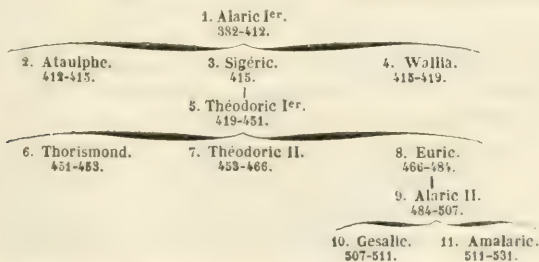 1. Alaric Ier.
382-412.
2. Ataulphe. 3. Sigéric. 4. Wallia.
412-415. 415. 415-419.
5. Théodoric Ier.
419-451.
6. Thorismond. 7. Théodoric II. 8. Euric.
451-453. 453-466. 466-484.
9. Alaric II.
484-507.
10. Gesalic. 11. Amalaric.
507-511. 511-531.